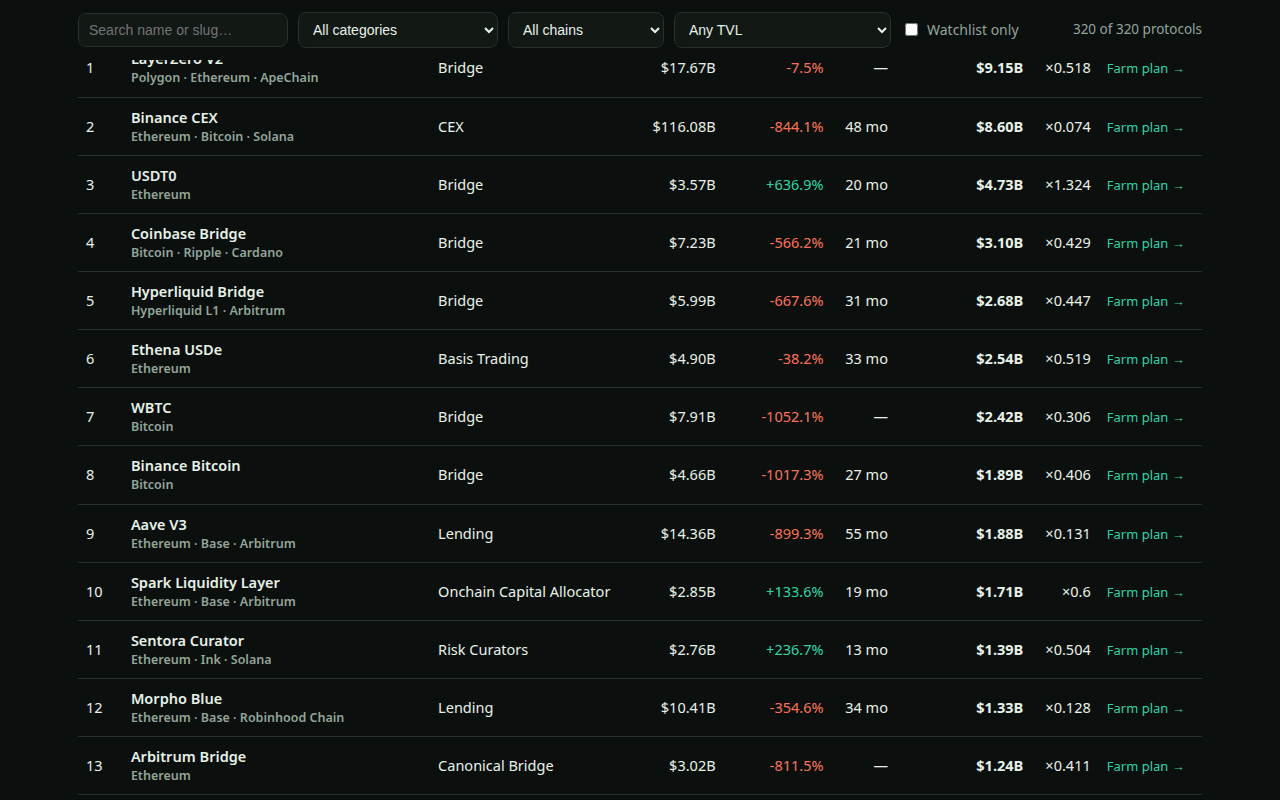 Search name or slug…
All categories
All chains
Any TVL
Watchlist only
320 of 320 protocols
1 LayerZero V2 Bridge $17.67B -7.5% — $9.15B ×0.518 Farm plan →
Polygon · Ethereum · ApeChain
2 Binance CEX CEX $116.08B -844.1% 48 mo $8.60B ×0.074 Farm plan →
Ethereum · Bitcoin · Solana
3 USDT0 Bridge $3.57B +636.9% 20 mo $4.73B ×1.324 Farm plan →
Ethereum
4 Coinbase Bridge Bridge $7.23B -566.2% 21 mo $3.10B ×0.429 Farm plan →
Bitcoin · Ripple · Cardano
5 Hyperliquid Bridge Bridge $5.99B -667.6% 31 mo $2.68B ×0.447 Farm plan →
Hyperliquid L1 · Arbitrum
6 Ethena USDe Basis Trading $4.90B -38.2% 33 mo $2.54B ×0.519 Farm plan →
Ethereum
7 WBTC Bridge $7.91B -1052.1% — $2.42B ×0.306 Farm plan →
Bitcoin
8 Binance Bitcoin Bridge $4.66B -1017.3% 27 mo $1.89B ×0.406 Farm plan →
Bitcoin
9 Aave V3 Lending $14.36B -899.3% 55 mo $1.88B ×0.131 Farm plan →
Ethereum · Base · Arbitrum
10 Spark Liquidity Layer Onchain Capital Allocator $2.85B +133.6% 19 mo $1.71B ×0.6 Farm plan →
Ethereum · Base · Arbitrum
11 Sentora Curator Risk Curators $2.76B +236.7% 13 mo $1.39B ×0.504 Farm plan →
Ethereum · Ink · Solana
12 Morpho Blue Lending $10.41B -354.6% 34 mo $1.33B ×0.128 Farm plan →
Ethereum · Base · Robinhood Chain
13 Arbitrum Bridge Canonical Bridge $3.02B -811.5% — $1.24B ×0.411 Farm plan →
Ethereum